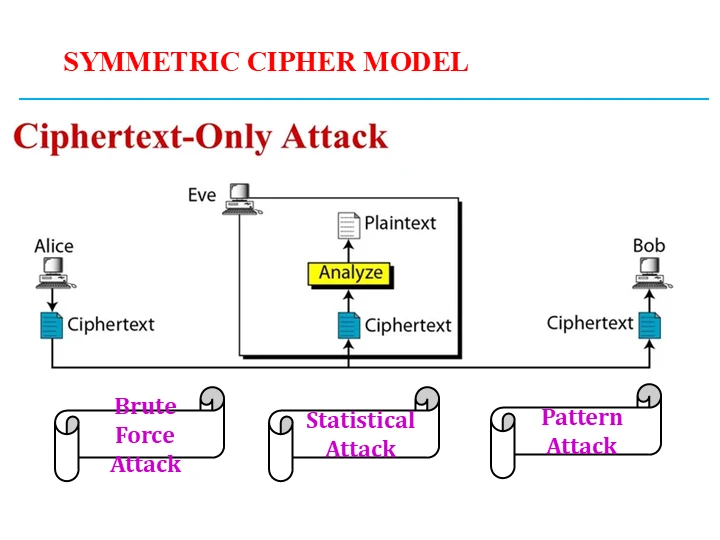 SYMMETRIC CIPHER MODEL
Ciphertext-Only Attack
Eve
Plaintext
Alice
Bob
Analyze
Ciphertext
Ciphertext
Ciphertext
Brute
Force
Attack
Statistical
Attack
Pattern
Attack